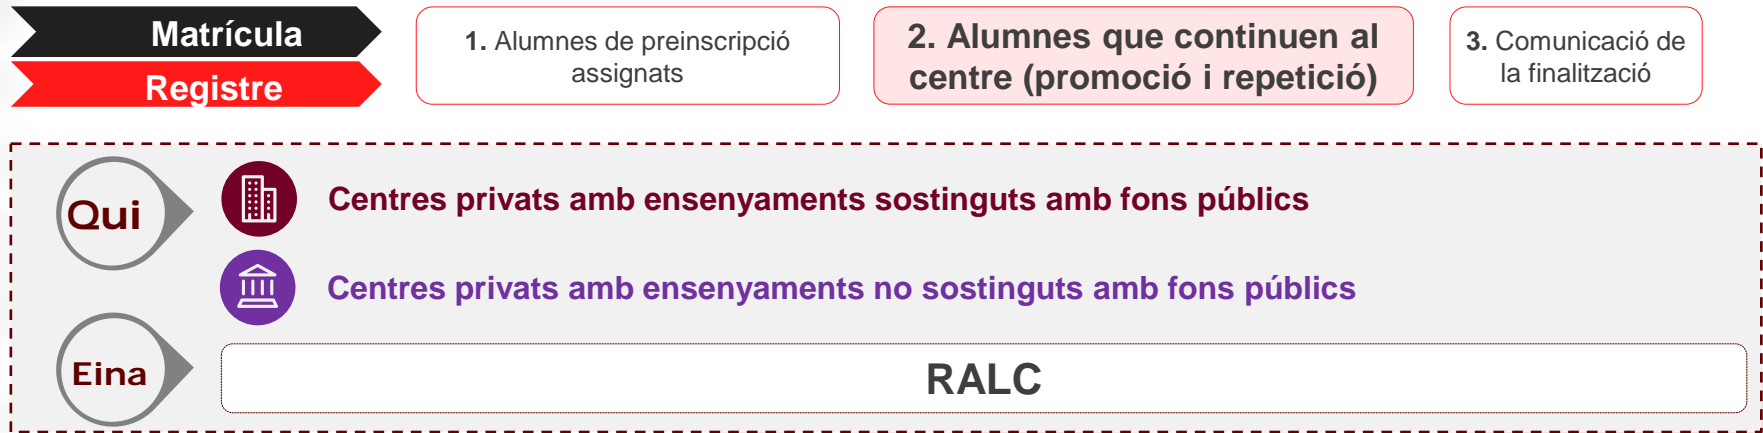 Matrícula
Registre
1. Alumnes de preinscripció
assignats
2. Alumnes que continuen al
centre (promoció i repetició)
3. Comunicació de
la finalització
Qui
Centres privats amb ensenyaments sostinguts amb fons públics
Centres privats amb ensenyaments no sostinguts amb fons públics
Eina
RALC